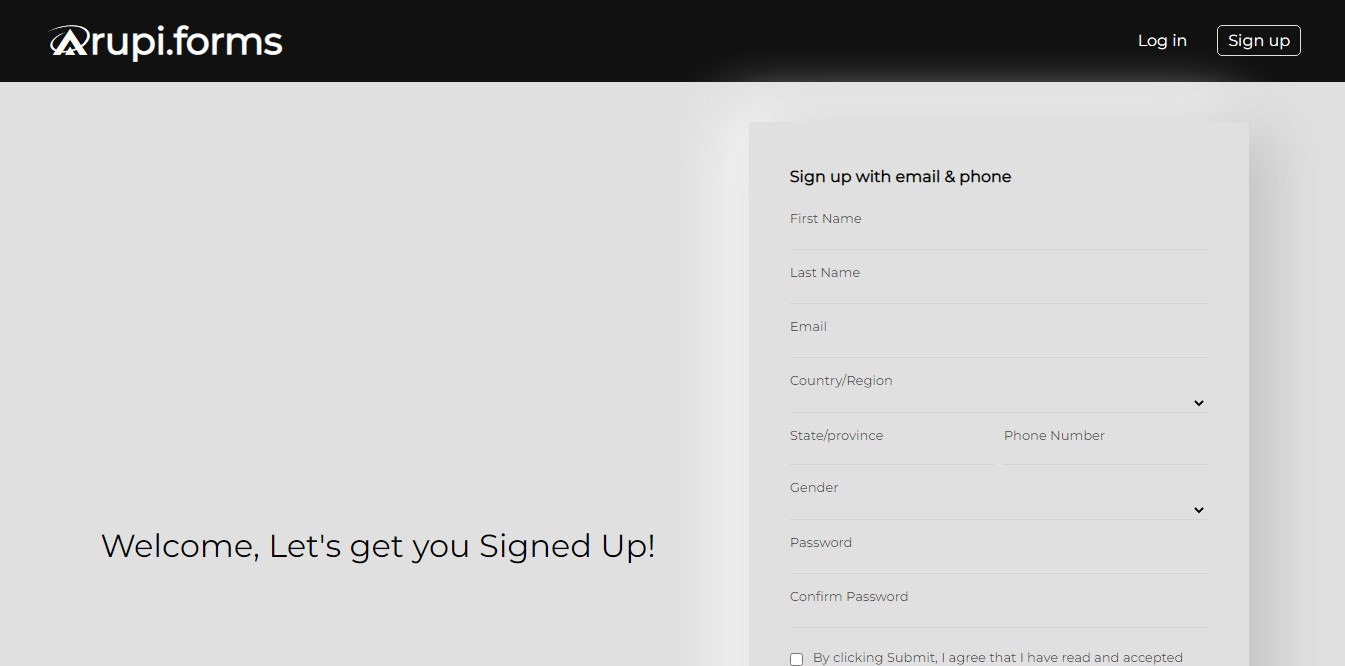 Arupi.forms
Log in
Sign up
Welcome, Let's get you Signed Up!
Sign up with email & phone
First Name
Last Name
Email
Country/Region
State/province
Phone Number
Gender
Password
Confirm Password
By clicking Submit, I agree that I have read and accepted